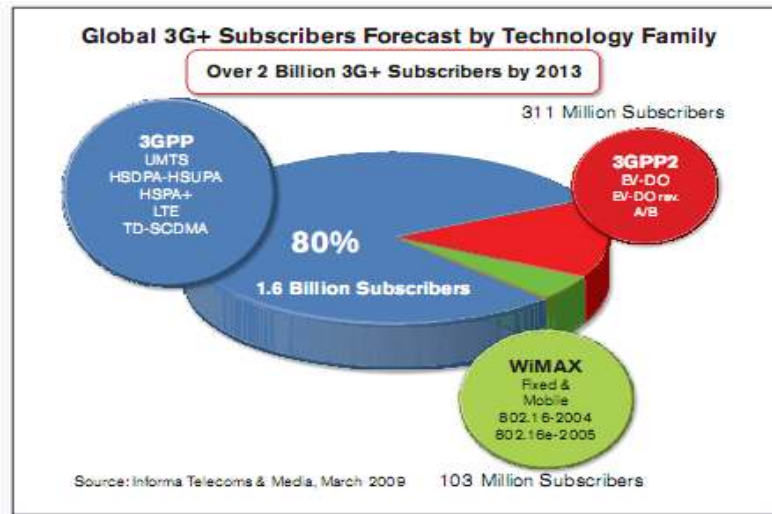 Global 3G+ Subscribers Forecast by Technology Family
Over 2 Billion 3G+ Subscribers by 2013
311 Million Subscribers
3GPP
UMTS
HSDPA-HSUPA
HSPA+
LTE
TD-SCDMA
3GPP2
EV-DO
EV-DO rev.
A/B
80%
1.6 Billion Subscribers
WiMAX
Fixed &
Mobile
802.16-2004
802.16e-2005
Source: Informa Telecoms & Media, March 2009
103 Million Subscribers